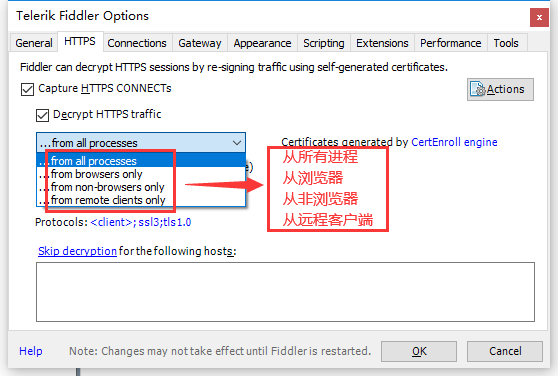 Telerik Fiddler Options
General HTTPS Connections Gateway Appearance Scripting Extensions Performance Tools
Fiddler can decrypt HTTPS sessions by re-signing traffic using self-generated certificates.
Capture HTTPS CONNECTs
Actions
Decrypt HTTPS traffic
...from all processes
Certificates generated by CertEnroll engine
...from all processes
...from browsers only
...from non-browsers only
...from remote clients only
从所有进程
从浏览器
从非浏览器
从远程客户端
Protocols: <client>;ssl3;tls1.0
Skip decryption for the following hosts:
Help
Note: Changes may not take effect until Fiddler is restarted.
OK
Cancel